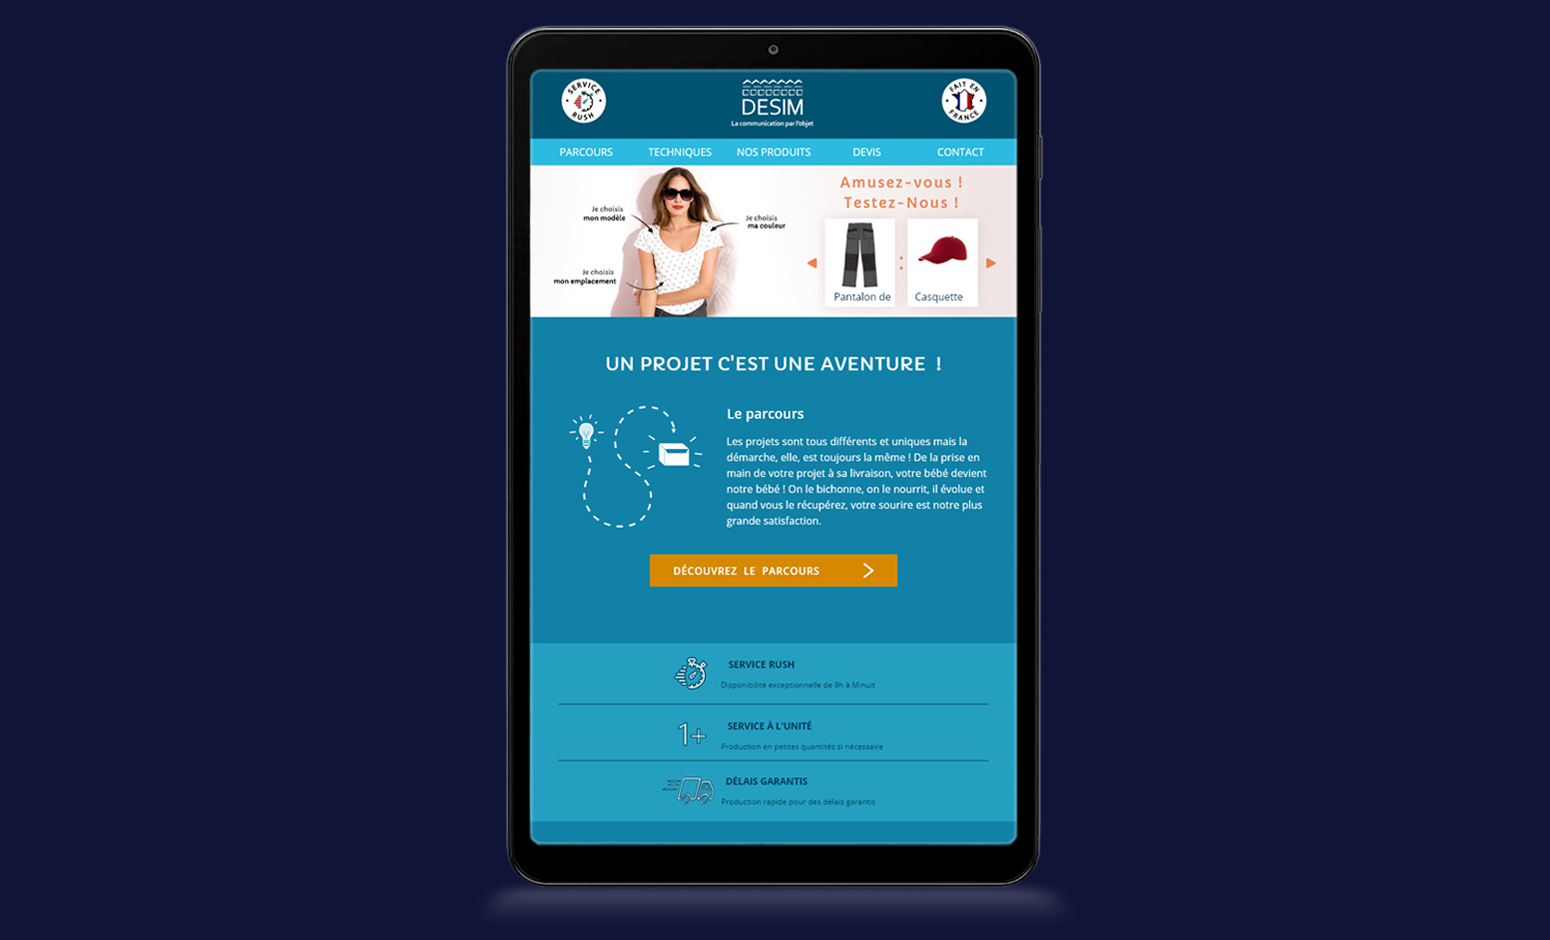 SERVICE
RUSH
DESIM
La communication par l'objet
FAIT EN
FRANCE
PARCOURS TECHNIQUES NOS PRODUITS DEVIS CONTACT
Je choisis
mon modèle
Je choisis
ma couleur
Je choisis
mon emplacement
Amusez-vous !
Testez-Nous !
Pantalon de
:
Casquette
UN PROJET C'EST UNE AVENTURE !
Le parcours
Les projets sont tous différents et uniques mais la
démarche, elle, est toujours la même ! De la prise en
main de votre projet à sa livraison, votre bébé devient
notre bébé ! On le bichonne, on le nourrit, il évolue et
quand vous le récupérez, votre sourire est notre plus
grande satisfaction.
DÉCOUVREZ LE PARCOURS
SERVICE RUSH
Disponibilité exceptionnelle de 9h à Minuit
1+
SERVICE À L'UNITÉ
Production en petites quantités si nécessaire
DÉLAIS GARANTIS
Production rapide pour des délais garantis